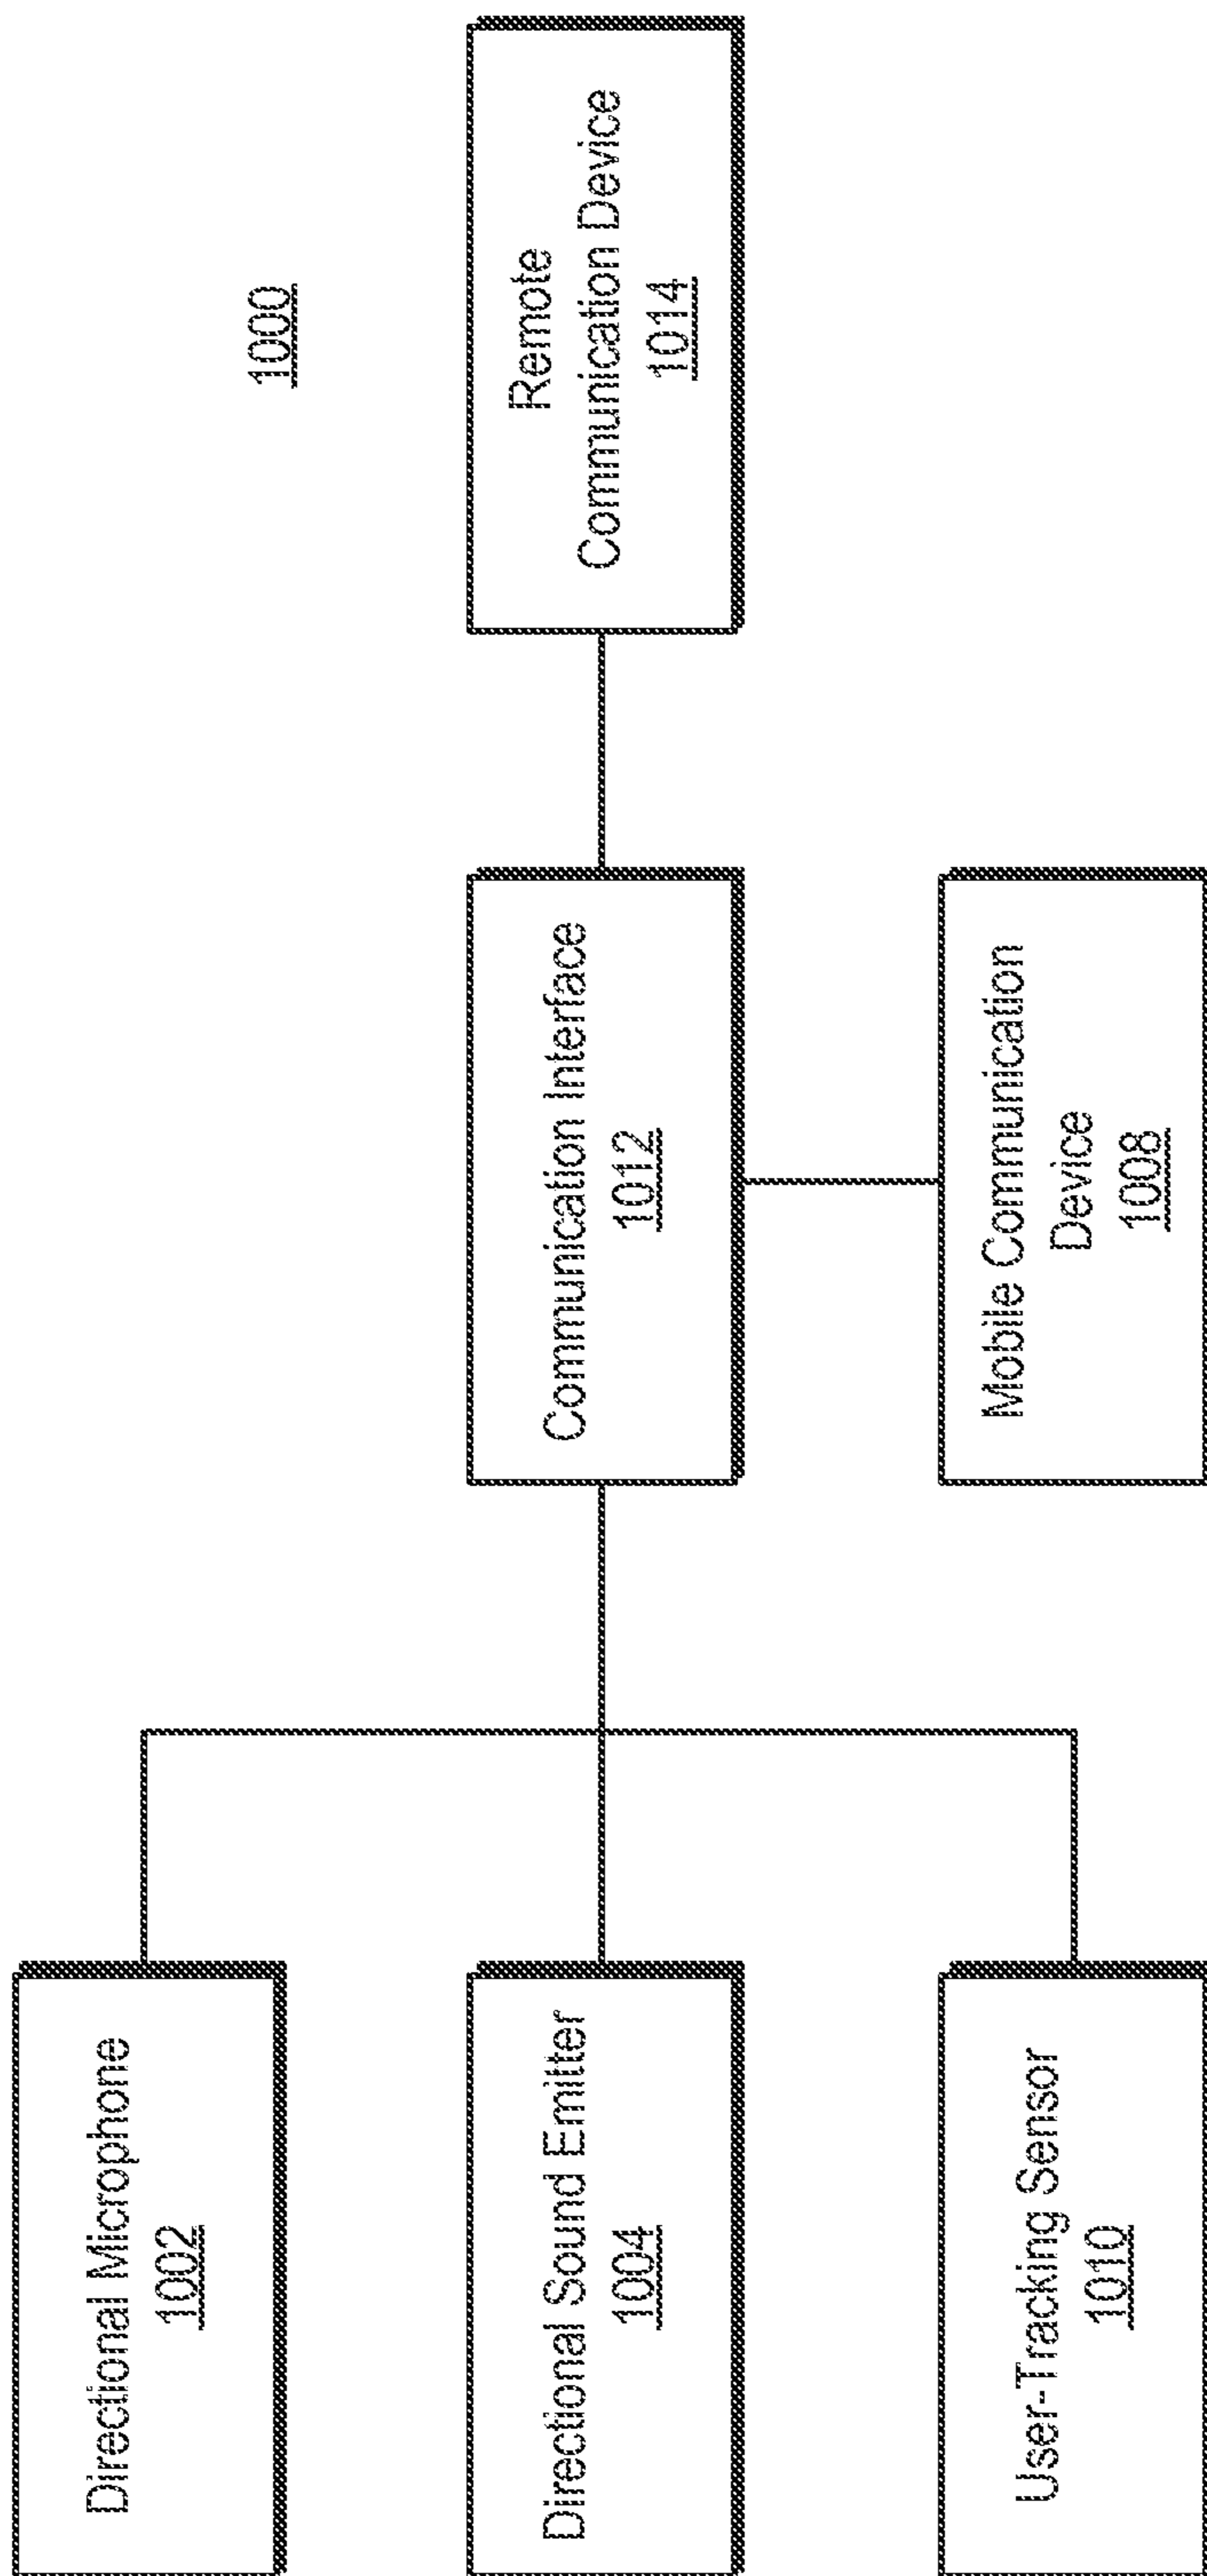 1000
Directional Microphone
1002
Directional Sound Emitter
1004
User-Tracking Sensor
1010
Communication Interface
1012
Mobile Communication
Device
1008
Remote
Communication Device
1014